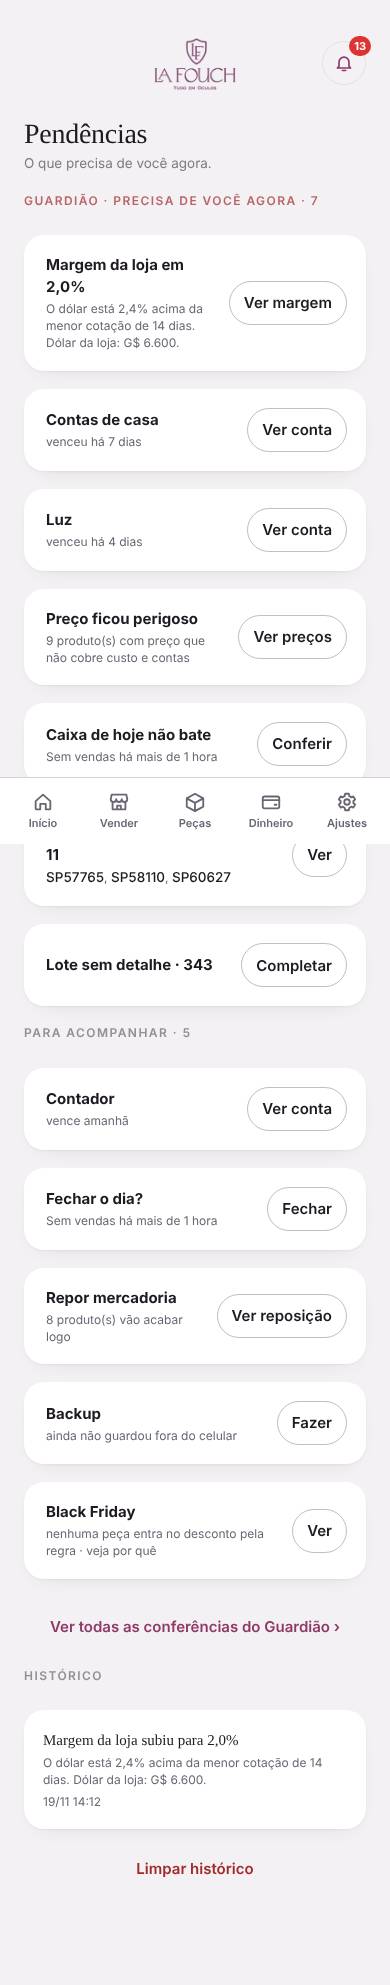 LF
LA FOUCH
Tudo em Óculos
13
Pendências
O que precisa de você agora.
GUARDIÃO · PRECISA DE VOCÊ AGORA · 7
Margem da loja em
2,0%
O dólar está 2,4% acima da
menor cotação de 14 dias.
Dólar da loja: G$ 6.600.
Ver margem
Contas de casa
venceu há 7 dias
Ver conta
Luz
venceu há 4 dias
Ver conta
Preço ficou perigoso
9 produto(s) com preço que
não cobre custo e contas
Ver preços
Caixa de hoje não bate
Sem vendas há mais de 1 hora
Conferir
Início
Vender
Peças
Dinheiro
Ajustes
11
SP57765, SP58110, SP60627
Ver
Lote sem detalhe · 343
Completar
PARA ACOMPANHAR · 5
Contador
vence amanhã
Ver conta
Fechar o dia?
Sem vendas há mais de 1 hora
Fechar
Repor mercadoria
8 produto(s) vão acabar
logo
Ver reposição
Backup
ainda não guardou fora do celular
Fazer
Black Friday
nenhuma peça entra no desconto pela
regra · veja por quê
Ver
Ver todas as conferências do Guardião ›
HISTÓRICO
Margem da loja subiu para 2,0%
O dólar está 2,4% acima da menor cotação de 14
dias. Dólar da loja: G$ 6.600.
19/11 14:12
Limpar histórico